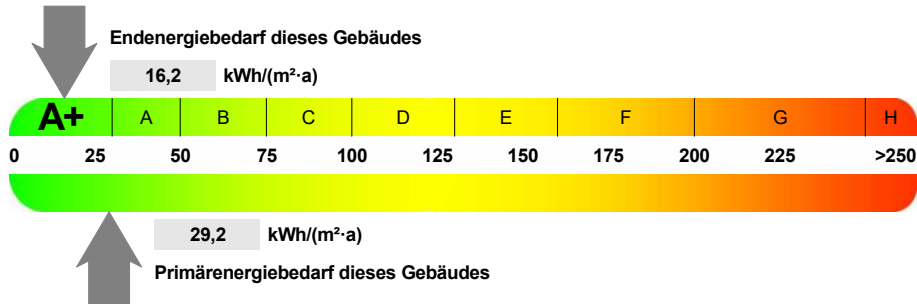 Endenergiebedarf dieses Gebäudes
16,2 kWh/(m²·a)
A+ A B C D E F G H
0 25 50 75 100 125 150 175 200 225 >250
29,2 kWh/(m²·a)
Primärenergiebedarf dieses Gebäudes